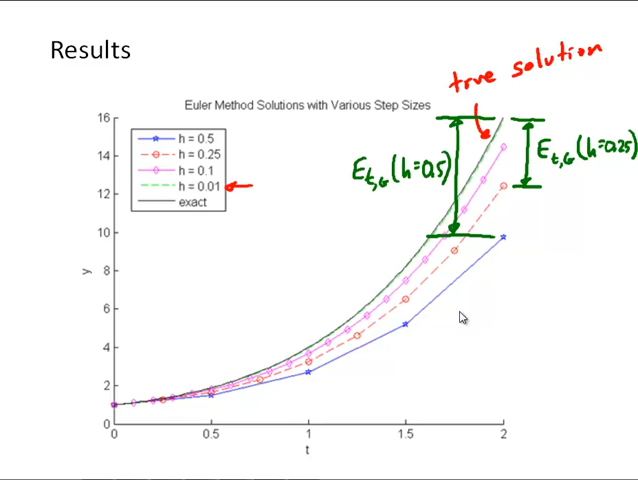 Results
true solution
Euler Method Solutions with Various Step Sizes
16
14
12
10
8
6
4
2
0
y
h = 0.5
h = 0.25
h = 0.1
h = 0.01
exact
E t,G (h=0.5)
E t,G (h=0.25)
0
0.5
1
1.5
2
t